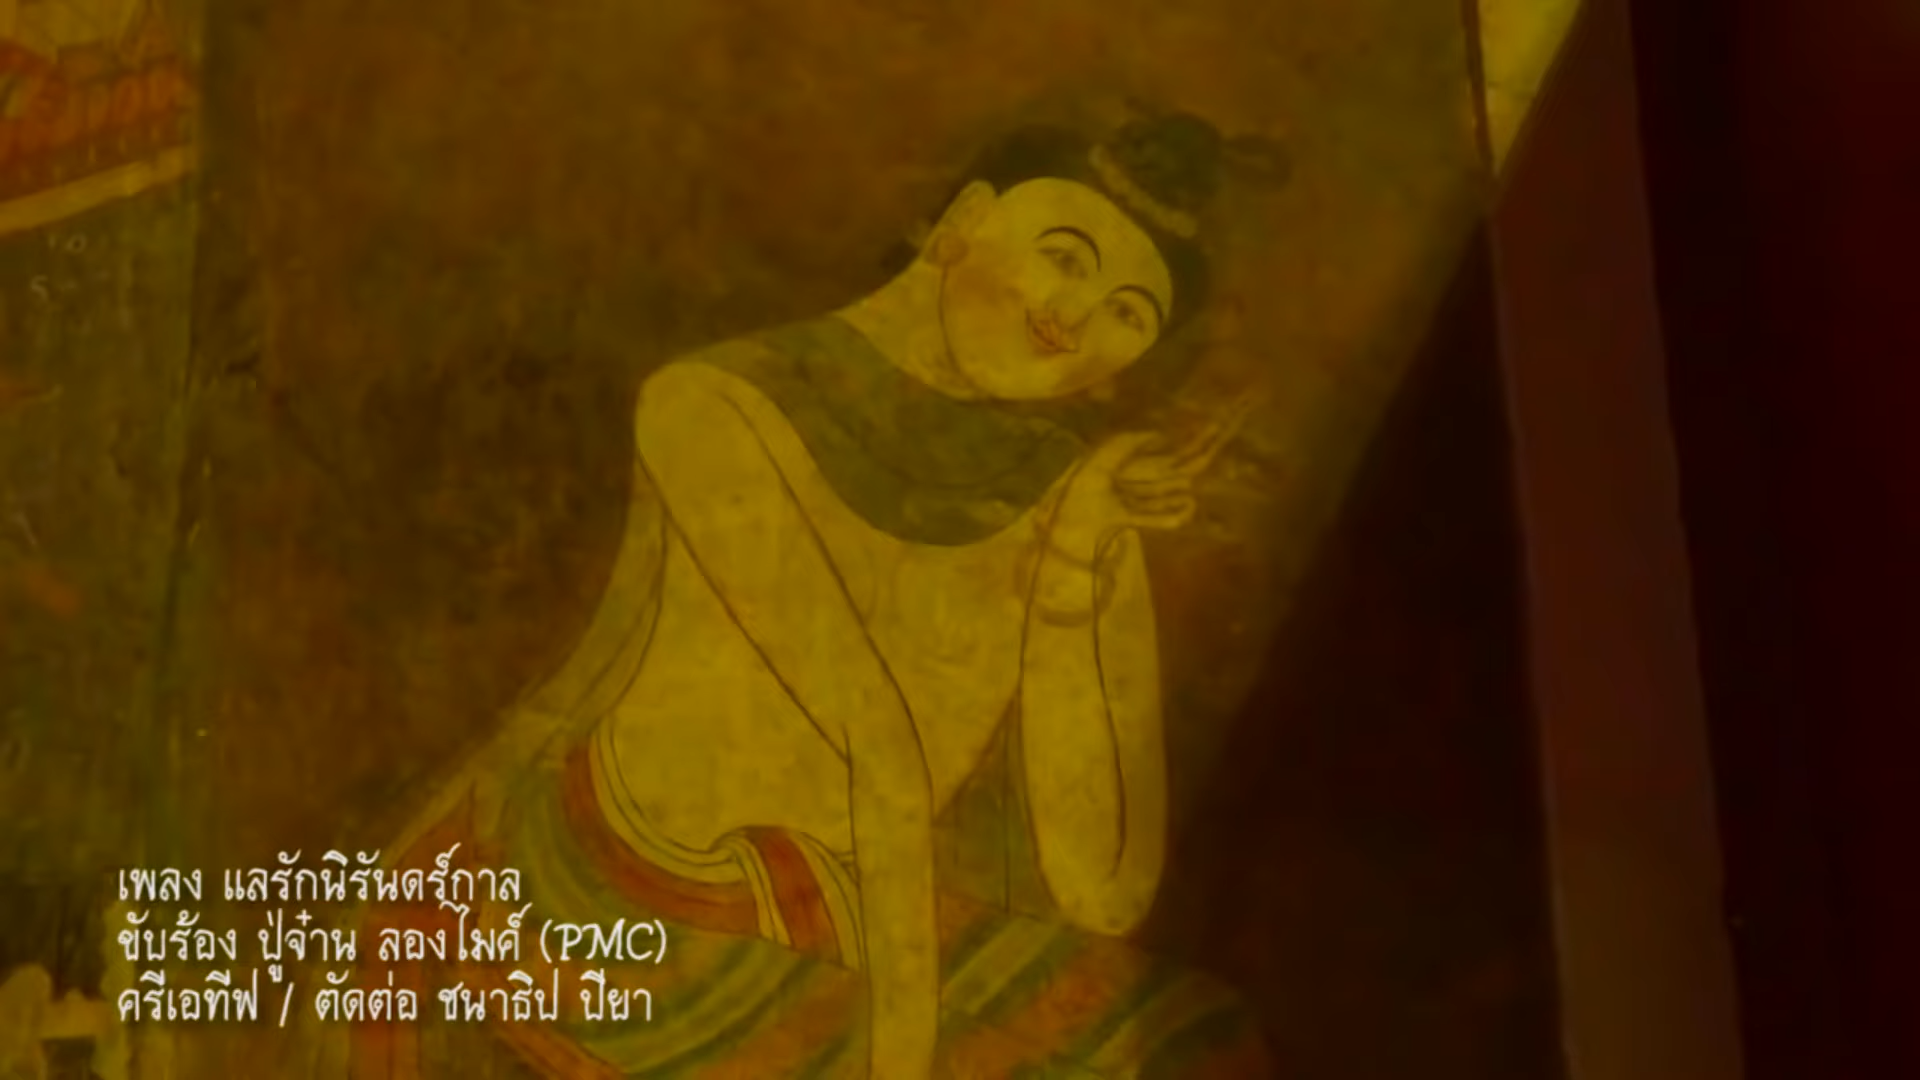 เพลง แลรักนิรันดร์กาล
ขับร้อง ปู่จ๋าน ลองไมค์ (PMC)
ครีเอทีฟ / ตัดต่อ ชนาธิป ปียา